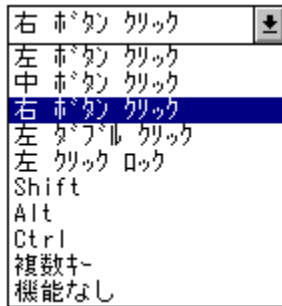 右 ﾎﾞﾀﾝ ｸﾘｯｸ
左 ﾎﾞﾀﾝ ｸﾘｯｸ
中 ﾎﾞﾀﾝ ｸﾘｯｸ
右 ﾎﾞﾀﾝ ｸﾘｯｸ
左 ﾀﾞﾌﾞﾙ ｸﾘｯｸ
左 ｸﾘｯｸ ﾛｯｸ
Shift
Alt
Ctrl
複数ｷｰ
機能なし